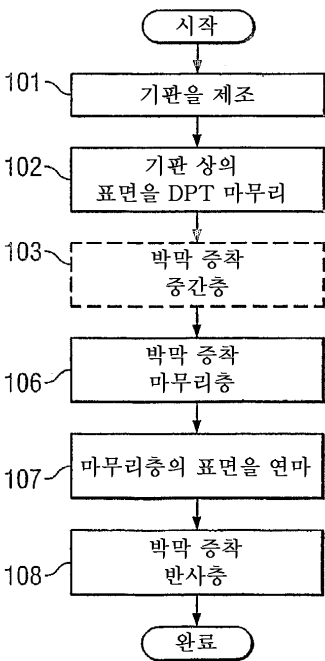 시작
101
기판을 제조
102
기판 상의
표면을 DPT 마무리
103
박막 증착
중간층
106
박막 증착
마무리층
107
마무리층의 표면을 연마
108
박막 증착
반사층
완료